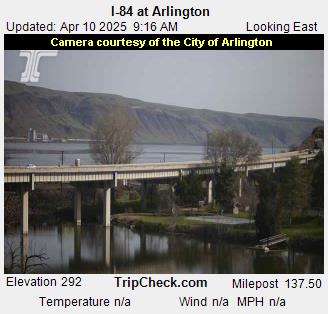 I-84 at Arlington
Updated: Apr 10 2025 9:16 AM Looking East
Camera courtesy of the City of Arlington
Elevation 292 TripCheck.com Milepost 137.50
Temperature n/a Wind n/a MPH n/a